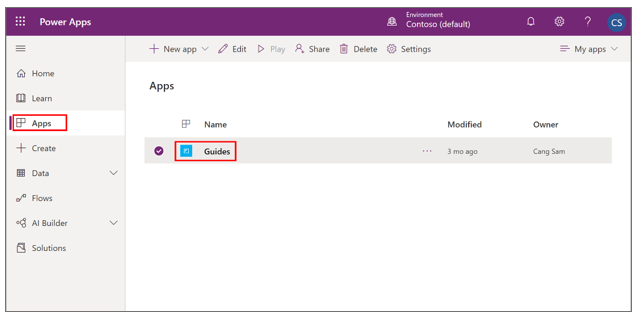 Power Apps
Environment
Contoso (default)
?
CS
New app
Edit
Play
Share
Delete
Settings
My apps
Home
Learn
Apps
Create
Data
Flows
AI Builder
Solutions
Apps
Name
Modified
Owner
Guides
...
3 mo ago
Cang Sam